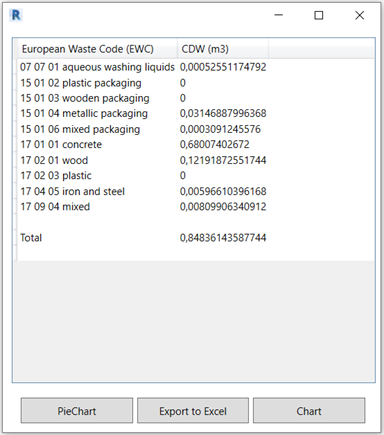 R
European Waste Code (EWC) CDW (m3)
07 07 01 aqueous washing liquids 0,00052551174792
15 01 02 plastic packaging 0
15 01 03 wooden packaging 0
15 01 04 metallic packaging 0,03146887996368
15 01 06 mixed packaging 0,0003091245576
17 01 01 concrete 0,68007402672
17 02 01 wood 0,12191872551744
17 02 03 plastic 0
17 04 05 iron and steel 0,00596610396168
17 09 04 mixed 0,00809906340912
Total 0,84836143587744
PieChart Export to Excel Chart